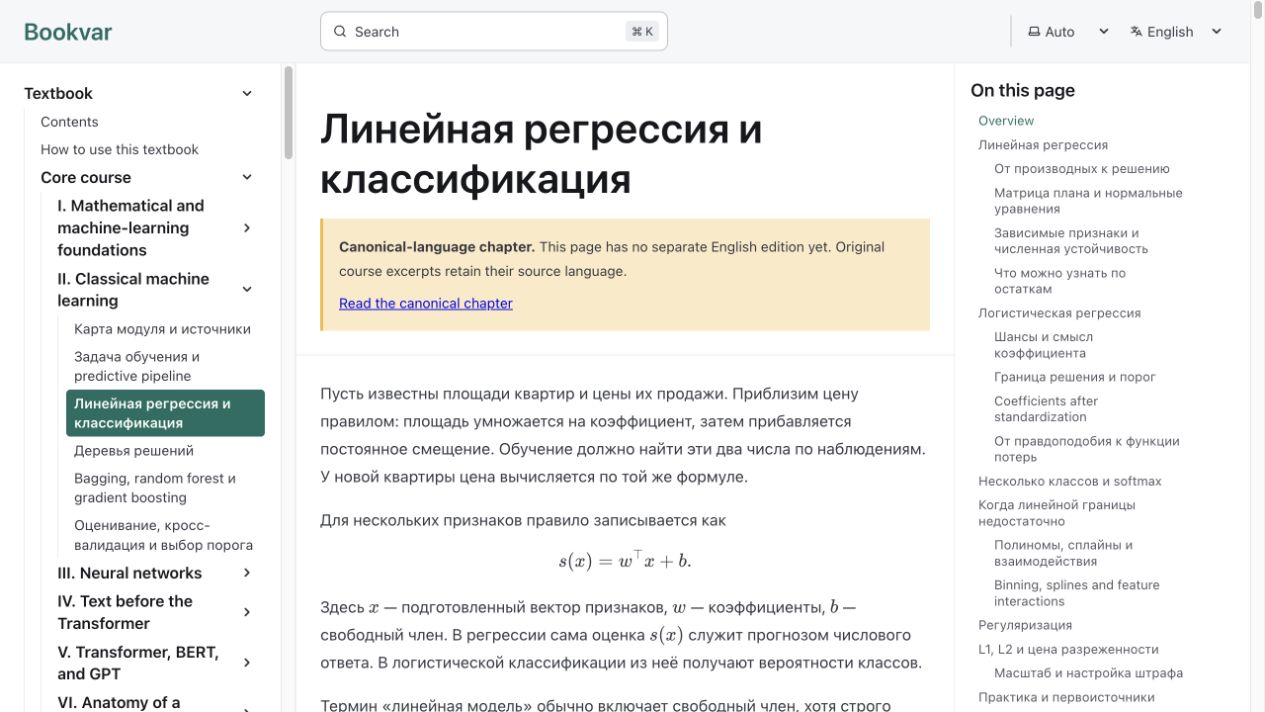 Bookvar
Search
⌘ K
Auto
English
Textbook
Contents
How to use this textbook
Core course
I. Mathematical and
machine-learning
foundations
II. Classical machine
learning
Карта модуля и источники
Задача обучения и
predictive pipeline
Линейная регрессия и
классификация
Деревья решений
Bagging, random forest и
gradient boosting
Оценивание, кросс-
валидация и выбор порога
III. Neural networks
IV. Text before the
Transformer
V. Transformer, BERT,
and GPT
VI. Anatomy of a
Линейная регрессия и
классификация
Canonical-language chapter. This page has no separate English edition yet. Original
course excerpts retain their source language.
Read the canonical chapter
Пусть известны площади квартир и цены их продажи. Приблизим цену
правилом: площадь умножается на коэффициент, затем прибавляется
постоянное смещение. Обучение должно найти эти два числа по наблюдениям.
У новой квартиры цена вычисляется по той же формуле.
Для нескольких признаков правило записывается как
s(x) = w⊤x + b.
Здесь x — подготовленный вектор признаков, w — коэффициенты, b —
свободный член. В регрессии сама оценка s(x) служит прогнозом числового
ответа. В логистической классификации из неё получают вероятности классов.
Термин «линейная модель» обычно включает свободный член, хотя строго
On this page
Overview
Линейная регрессия
От производных к решению
Матрица плана и нормальные
уравнения
Зависимые признаки и
численная устойчивость
Что можно узнать по
остаткам
Логистическая регрессия
Шансы и смысл
коэффициента
Граница решения и порог
Coefficients after
standardization
От правдоподобия к функции
потерь
Несколько классов и softmax
Когда линейной границы
недостаточно
Полиномы, сплайны и
взаимодействия
Binning, splines and feature
interactions
Регуляризация
L1, L2 и цена разреженности
Масштаб и настройка штрафа
Практика и первоисточники